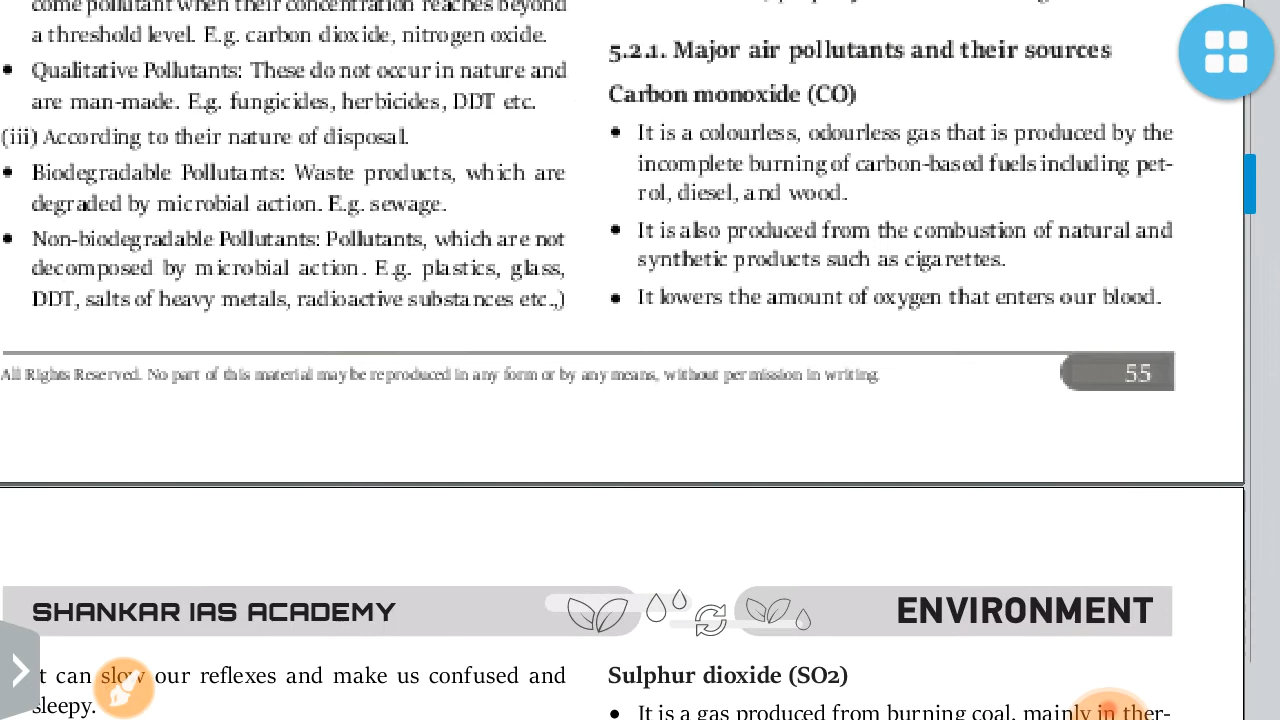 come pollutant when their concentration reaches beyond
a threshold level. E.g. carbon dioxide, nitrogen oxide.
• Qualitative Pollutants: These do not occur in nature and
are man-made. E.g. fungicides, herbicides, DDT etc.
(iii) According to their nature of disposal.
• Biodegradable Pollutants: Waste products, which are
degraded by microbial action. E.g. sewage.
• Non-biodegradable Pollutants: Pollutants, which are not
decomposed by microbial action. E.g. plastics, glass,
DDT, salts of heavy metals, radioactive substances etc.,)
5.2.1. Major air pollutants and their sources
Carbon monoxide (CO)
• It is a colourless, odourless gas that is produced by the
incomplete burning of carbon-based fuels including pet-
rol, diesel, and wood.
• It is also produced from the combustion of natural and
synthetic products such as cigarettes.
• It lowers the amount of oxygen that enters our blood.
All Rights Reserved. No part of this material may be reproduced in any form or by any means, without permission in writing.
55
SHANKAR IAS ACADEMY
ENVIRONMENT
t can slow our reflexes and make us confused and
sleepy.
Sulphur dioxide (SO2)
• It is a gas produced from burning coal, mainly in ther-